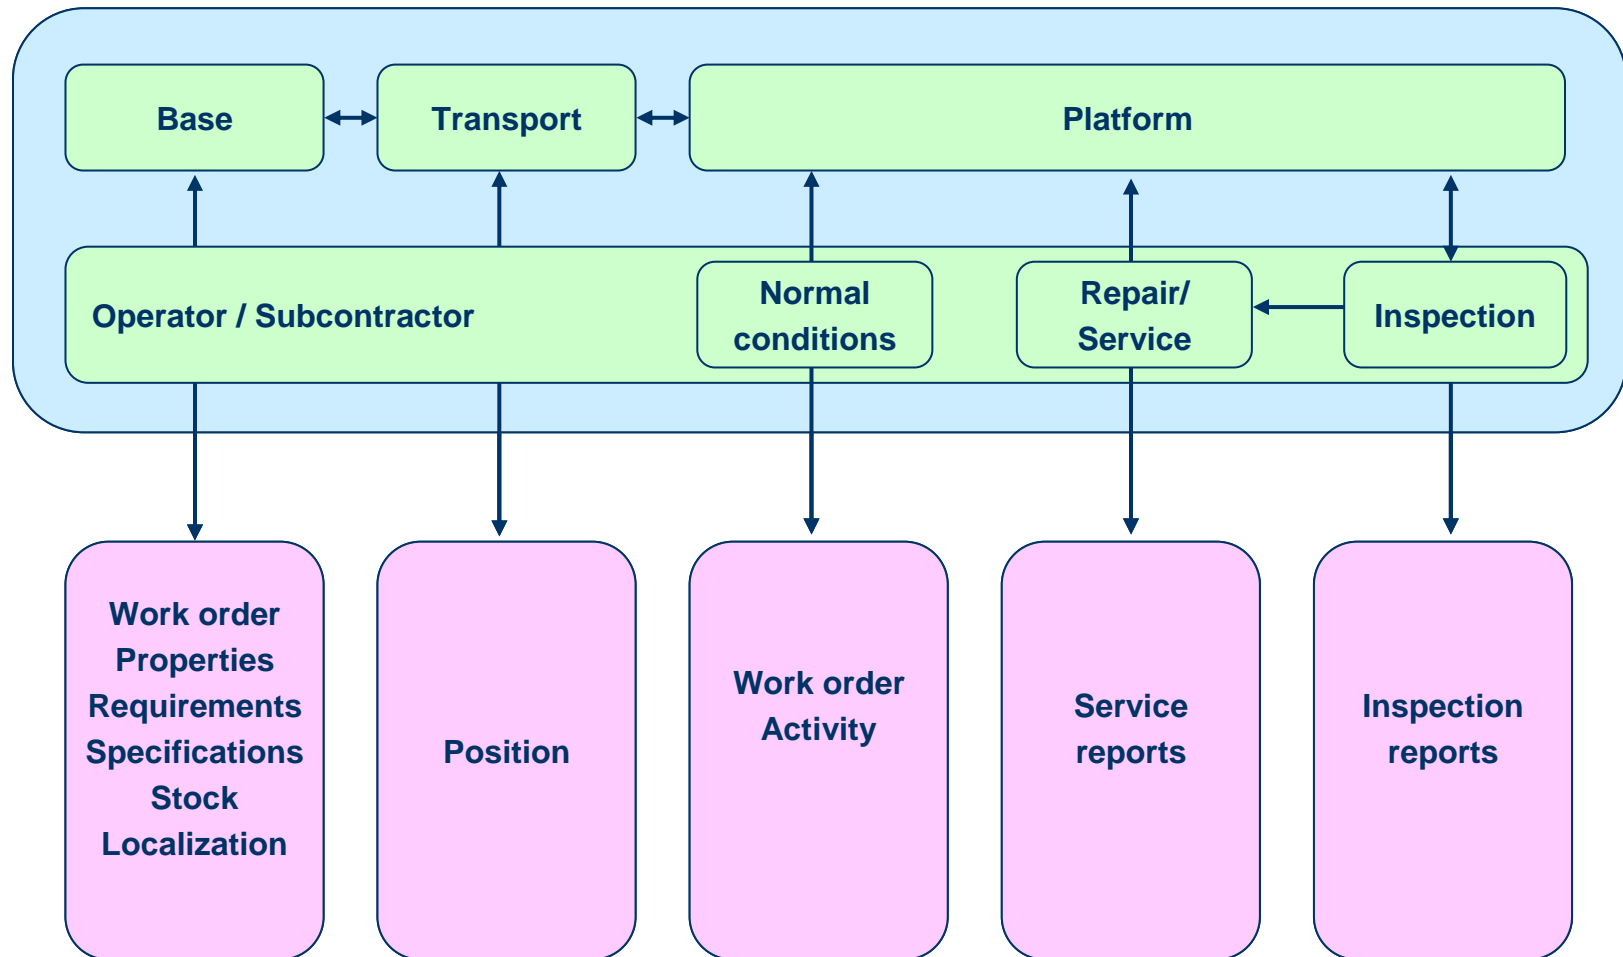 Base
Transport
Platform
Operator / Subcontractor
Normal
conditions
Repair/
Service
Inspection
Work order
Properties
Requirements
Specifications
Stock
Localization
Position
Work order
Activity
Service
reports
Inspection
reports